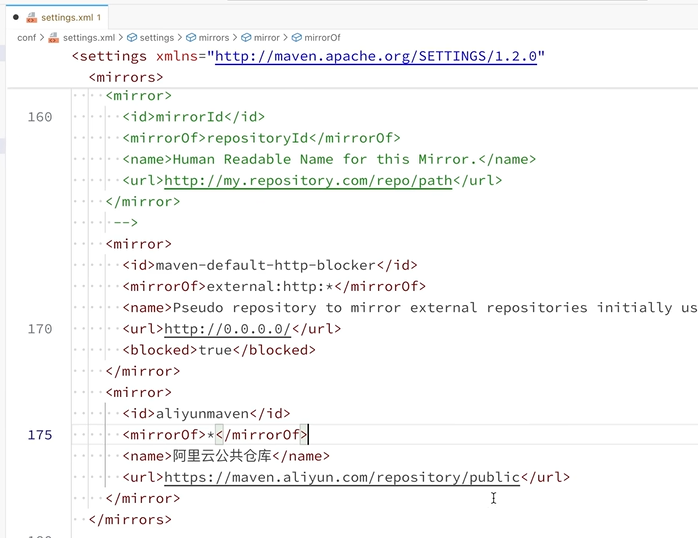 settings.xml 1
conf > settings.xml > settings > mirrors > mirror > mirrorOf
<settings xmlns="http://maven.apache.org/SETTINGS/1.2.0"
<mirrors>
<mirror>
160 <id>mirrorId</id>
<mirrorOf>repositoryId</mirrorOf>
<name>Human Readable Name for this Mirror.</name>
<url>http://my.repository.com/repo/path</url>
</mirror>
-->
<mirror>
<id>maven-default-http-blocker</id>
<mirrorOf>external:http:*</mirrorOf>
<name>Pseudo repository to mirror external repositories initially us
170 <url>http://0.0.0.0/</url>
<blocked>true</blocked>
</mirror>
<mirror>
<id>aliyunmaven</id>
175 <mirrorOf>*</mirrorOf>
<name>阿里云公共仓库</name>
<url>https://maven.aliyun.com/repository/public</url>
</mirror>
</mirrors>